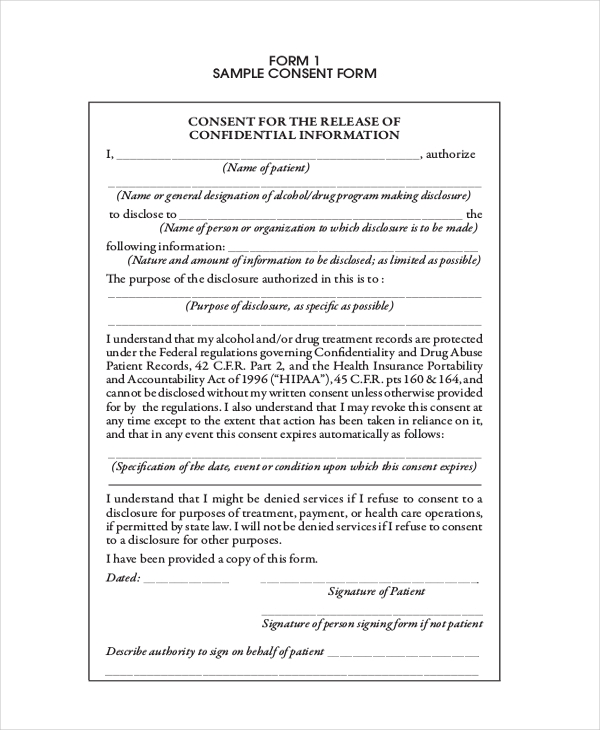 FORM 1
SAMPLE CONSENT FORM
CONSENT FOR THE RELEASE OF
CONFIDENTIAL INFORMATION
I, ________________________________________, authorize
(Name of patient)
__________________________________________________
(Name or general designation of alcohol/drug program making disclosure)
to disclose to ______________________________________ the
(Name of person or organization to which disclosure is to be made)
following information: __________________________________
(Nature and amount of information to be disclosed; as limited as possible)
The purpose of the disclosure authorized in this is to :
__________________________________________________
(Purpose of disclosure, as specific as possible)
__________________________________________________
I understand that my alcohol and/or drug treatment records are protected
under the Federal regulations governing Confidentiality and Drug Abuse
Patient Records, 42 C.F.R. Part 2, and the Health Insurance Portability
and Accountability Act of 1996 (“HIPAA”), 45 C.F.R. pts 160 & 164, and
cannot be disclosed without my written consent unless otherwise provided
for by the regulations. I also understand that I may revoke this consent at
any time except to the extent that action has been taken in reliance on it,
and that in any event this consent expires automatically as follows:
__________________________________________________
(Specification of the date, event or condition upon which this consent expires)
I understand that I might be denied services if I refuse to consent to a
disclosure for purposes of treatment, payment, or health care operations,
if permitted by state law. I will not be denied services if I refuse to consent
to a disclosure for other purposes.
I have been provided a copy of this form.
Dated: ____________ ______________________________.
Signature of Patient
______________________________
Signature of person signing form if not patient
Describe authority to sign on behalf of patient ____________________
__________________________________________________